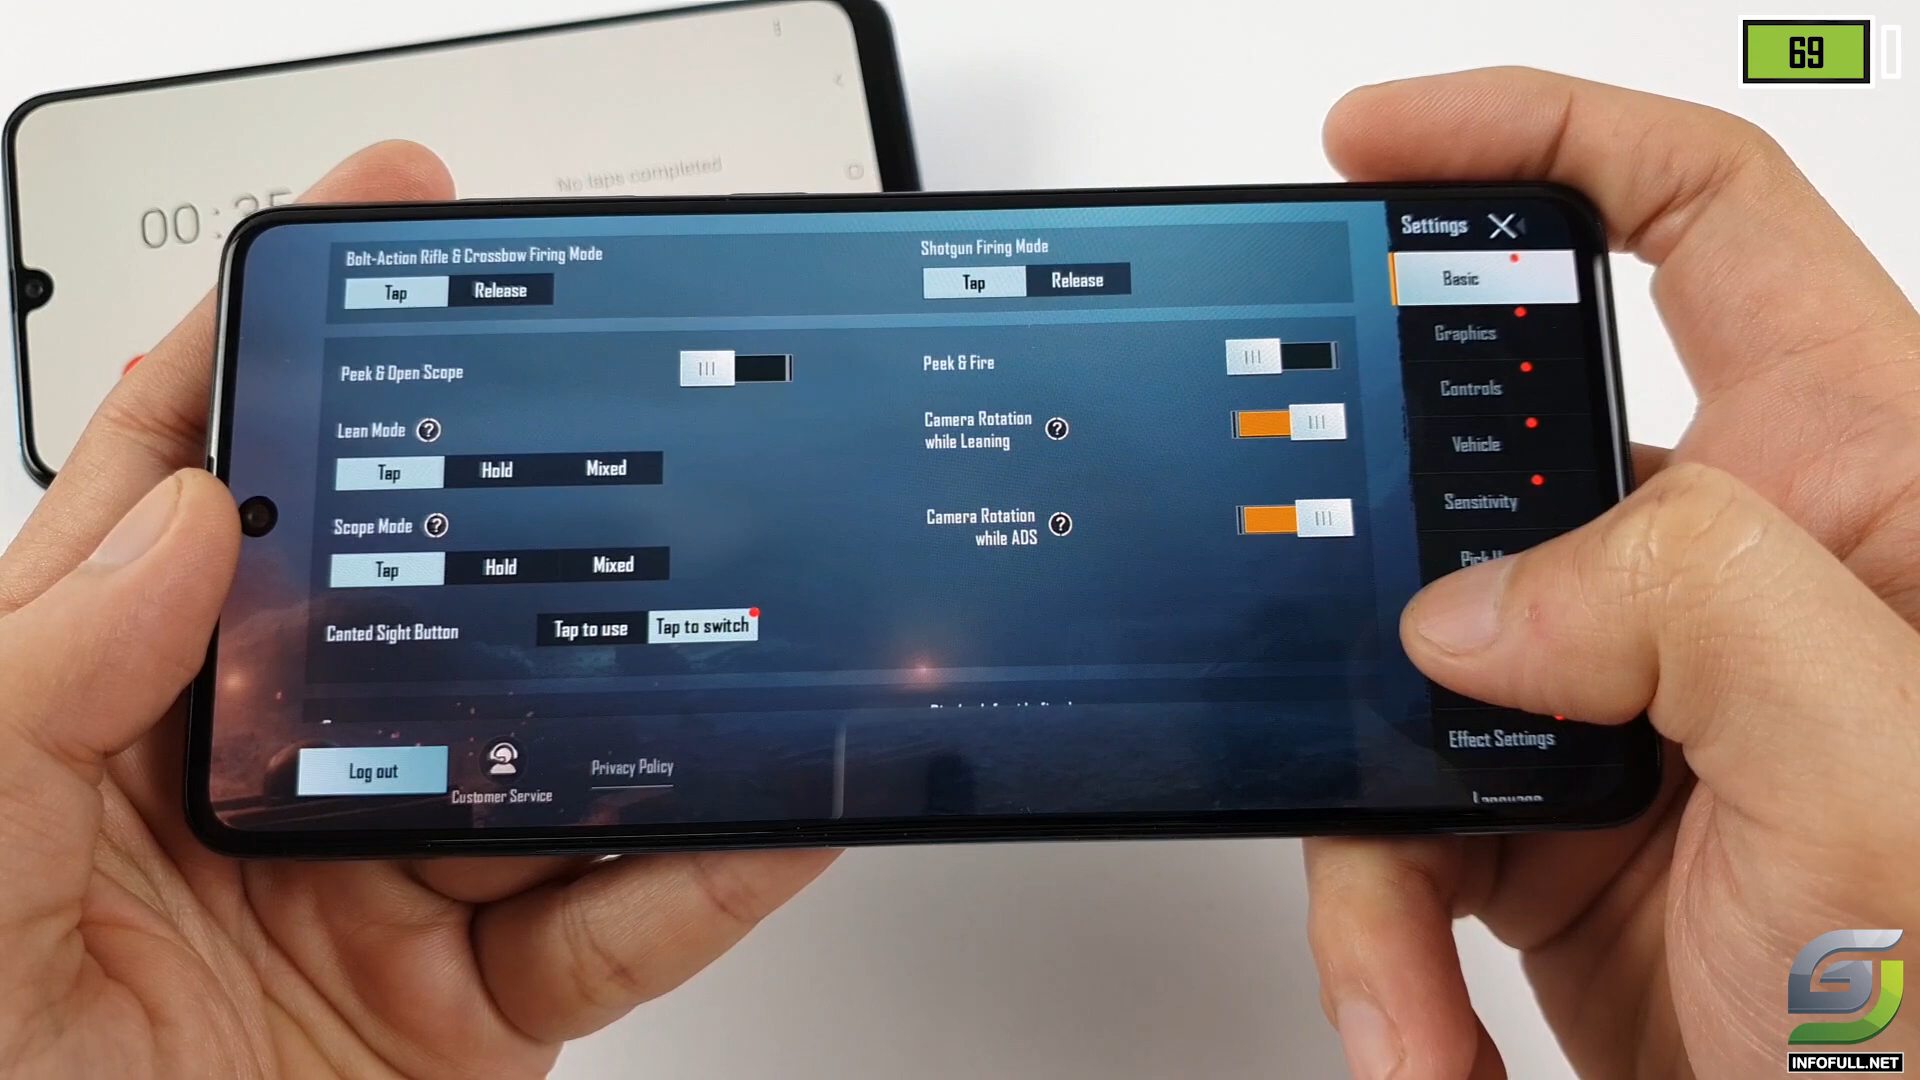 69
No laps completed
Bolt-Action Rifle & Crossbow Firing Mode
Tap
Release
Shotgun Firing Mode
Tap
Release
Peek & Open Scope
Peek & Fire
Lean Mode ?
Tap
Hold
Mixed
Camera Rotation
while Leaning
?
Scope Mode ?
Tap
Hold
Mixed
Camera Rotation
while ADS
?
Canted Sight Button
Tap to use
Tap to switch
Log out
Customer Service
Privacy Policy
Settings
Basic
Graphics
Controls
Vehicle
Sensitivity
Effect Settings
Language
INFOFULL.NET